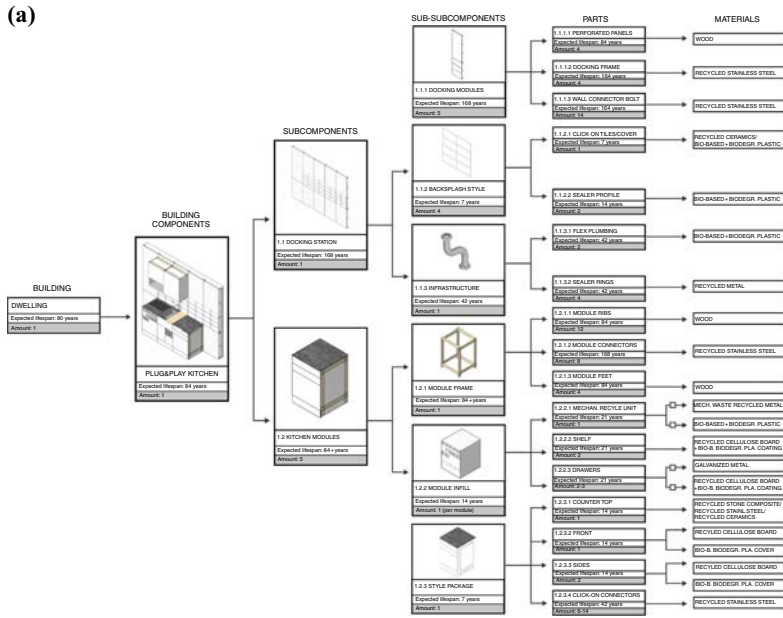 (a)
SUB-SUBCOMPONENTS
PARTS
MATERIALS
SUBCOMPONENTS
BUILDING
COMPONENTS
BUILDING
DWELLING
Expected lifespan: 80 years
Amount: 1
PLUG&PLAY KITCHEN
Expected lifespan: 84 years
Amount: 1
1.1 DOCKING STATION
Expected lifespan: 168 years
Amount: 1
1.2 KITCHEN MODULES
Expected lifespan: 84+years
Amount: 5
1.1.1 DOCKING MODULES
Expected lifespan: 168 years
Amount: 5
1.1.2 BACKSPLASH STYLE
Expected lifespan: 7 years
Amount: 4
1.1.3 INFRASTRUCTURE
Expected lifespan: 42 years
Amount: 1
1.2.1 MODULE FRAME
Expected lifespan: 84+years
Amount: 1
1.2.2 MODULE INFILL
Expected lifespan: 14 years
Amount: 1 (per module)
1.2.3 STYLE PACKAGE
Expected lifespan: 7 years
Amount: 1
1.1.1.1 PERFORATED PANELS
Expected lifespan: 84 years
Amount: 4
WOOD
1.1.1.2 DOCKING FRAME
Expected lifespan: 164 years
Amount: 4
RECYCLED STAINLESS STEEL
1.1.1.3 WALL CONNECTOR BOLT
Expected lifespan: 164 years
Amount: 14
RECYCLED STAINLESS STEEL
1.1.2.1 CLICK ON TILES/COVER
Expected lifespan: 7 years
Amount: 1
RECYCLED CERAMICS/
BIO-BASED+BIODEGR. PLASTIC
1.1.2.2 SEALER PROFILE
Expected lifespan: 14 years
Amount: 2
BIO-BASED+BIODEGR. PLASTIC
1.1.3.1 FLEX PLUMBING
Expected lifespan: 42 years
Amount: 2
BIO-BASED+BIODEGR. PLASTIC
1.1.3.2 SEALER RINGS
Expected lifespan: 42 years
Amount: 4
RECYCLED METAL
1.2.1.1 MODULE RIBS
Expected lifespan: 84 years
Amount: 12
WOOD
1.2.1.2 MODULE CONNECTORS
Expected lifespan: 168 years
Amount: 8
RECYCLED STAINLESS STEEL
1.2.1.3 MODULE FEET
Expected lifespan: 84 years
Amount: 4
WOOD
1.2.2.1 MECHAN. RECYLE UNIT
Expected lifespan: 21 years
Amount: 1
MECH. WASTE RECYCLED METAL
BIO-BASED+BIODEGR. PLASTIC
1.2.2.2 SHELF
Expected lifespan: 21 years
Amount: 2
RECYCLED CELLULOSE BOARD
+BIO-B. BIODEGR. PLA. COATING
1.2.2.3 DRAWERS
Expected lifespan: 21 years
Amount: 2-3
GALVANIZED METAL
RECYCLED CELLULOSE BOARD
+BIO-B. BIODEGR. PLA. COATING
1.2.3.1 COUNTER TOP
Expected lifespan: 14 years
Amount: 1
RECYCLED STONE COMPOSITE/
RECYCLED STAINL.STEEL/
RECYCLED CERAMICS
1.2.3.2 FRONT
Expected lifespan: 14 years
Amount: 1
RECYLED CELLULOSE BOARD
BIO-B. BIODEGR. PLA. COVER
1.2.3.3 SIDES
Expected lifespan: 14 years
Amount: 2
RECYLED CELLULOSE BOARD
BIO-B. BIODEGR. PLA. COVER
1.2.3.4 CLICK-ON CONNECTORS
Expected lifespan: 42 years
Amount: 6-14
RECYCLED STAINLESS STEEL